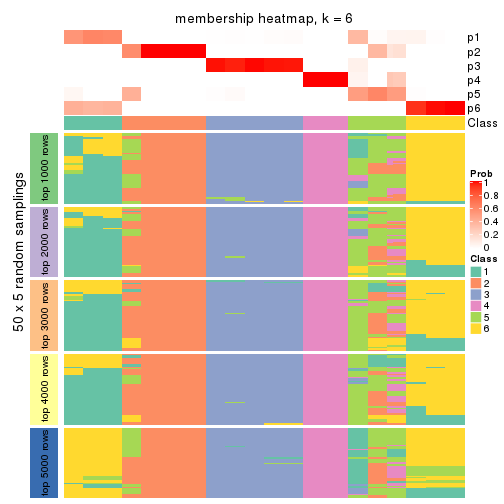 membership heatmap, k = 6
p1
p2
p3
p4
p5
p6
Class
50 x 5 random samplings
top 1000 rows
top 2000 rows
top 3000 rows
top 4000 rows
top 5000 rows
Prob
1
0.8
0.6
0.4
0.2
0
Class
1
2
3
4
5
6